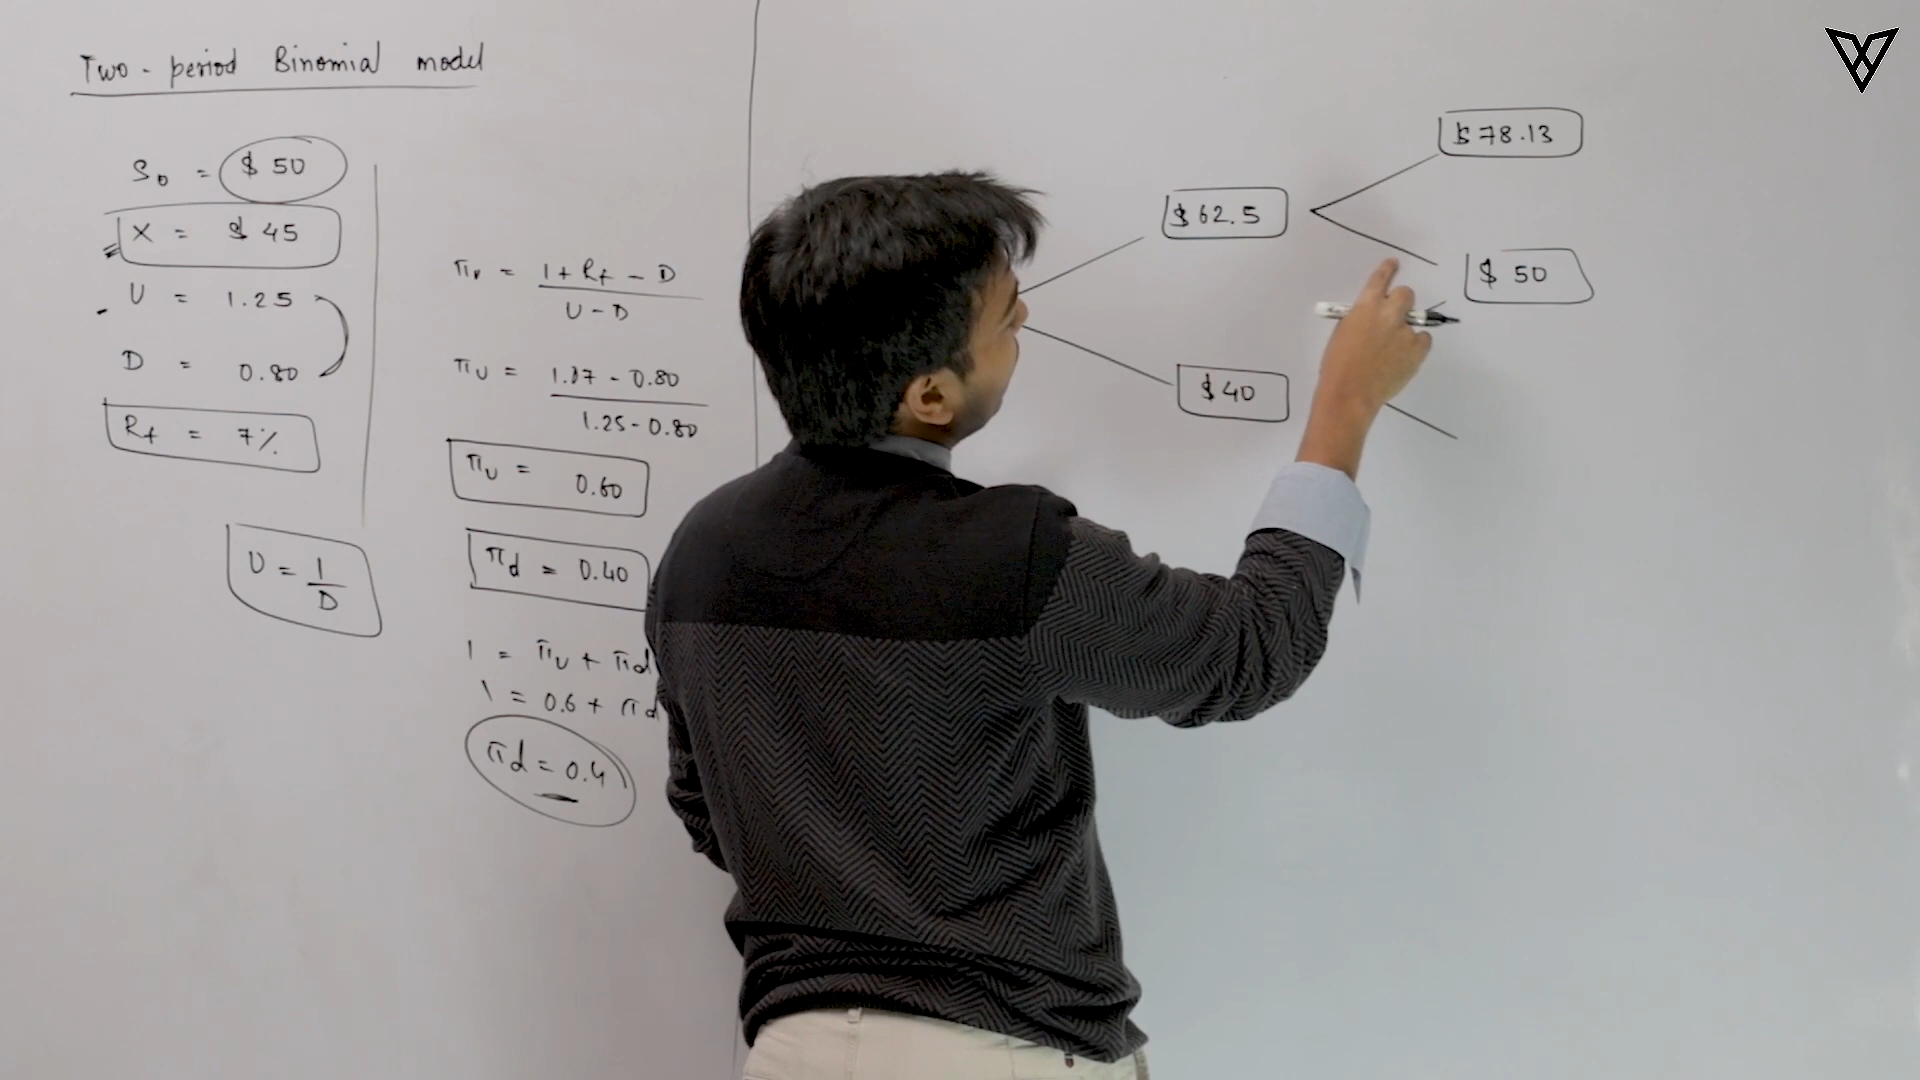 Two-period Binomial model
S0 = $ 50
X = $ 45
U = 1.25
D = 0.80
Rf = 7%
U = 1/D
πU = 1 + Rf - D
U - D
πU = 1.07 - 0.80
1.25 - 0.80
πU = 0.60
πd = 0.40
1 = πU + πd
1 = 0.6 + πd
πd = 0.4
$ 62.5
$ 40
$ 78.13
$ 50